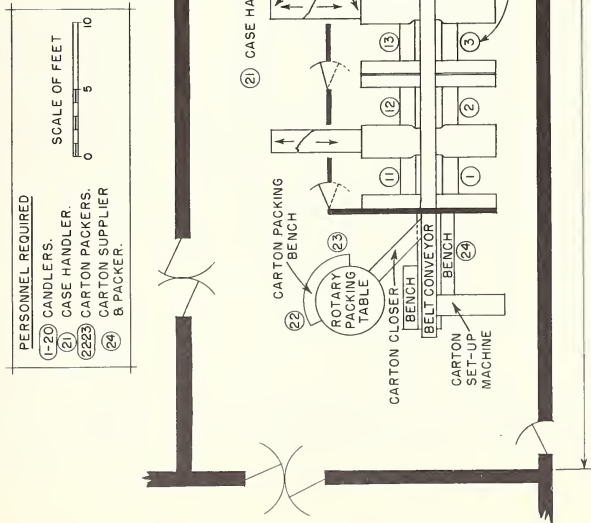 PERSONNEL REQUIRED
1-20 CANDLERS.
21 CASE HANDLER.
22-23 CARTON PACKERS.
24 CARTON SUPPLIER
& PACKER.
SCALE OF FEET
0 5 10
21 CASE HA
13
3
12
2
11
1
CARTON PACKING
BENCH
22
23
ROTARY
PACKING
TABLE
CARTON CLOSER
BENCH
BELT CONVEYOR
BENCH
24
CARTON
SET-UP
MACHINE